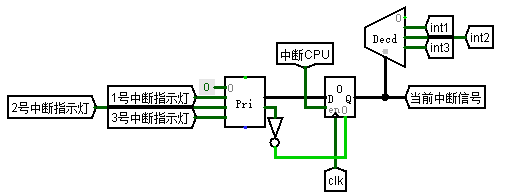 0
int1
Decd
int2
int3
中断CPU
0
0
1号中断指示灯
0
D
Q
当前中断信号
2号中断指示灯
Pri
en
0
3号中断指示灯
clk